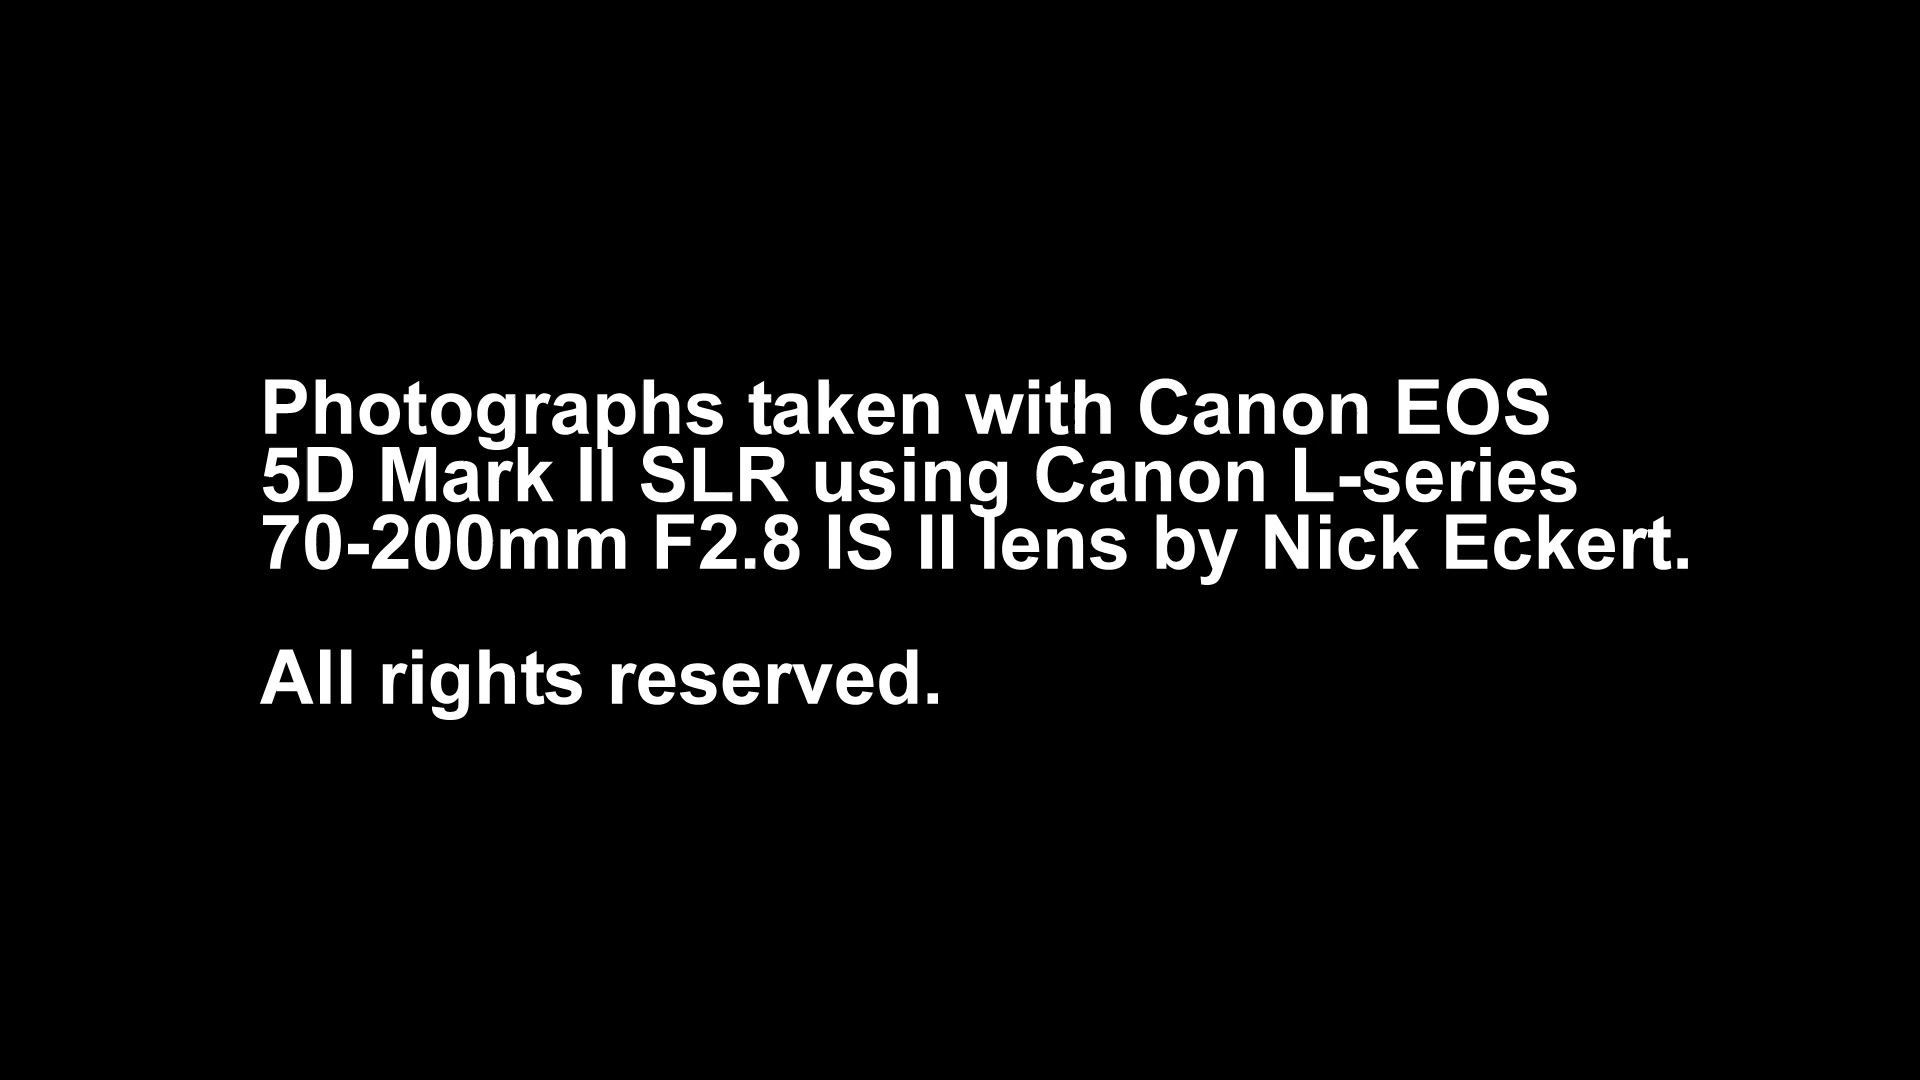 Photographs taken with Canon EOS
5D Mark II SLR using Canon L-series
70-200mm F2.8 IS II lens by Nick Eckert.
All rights reserved.